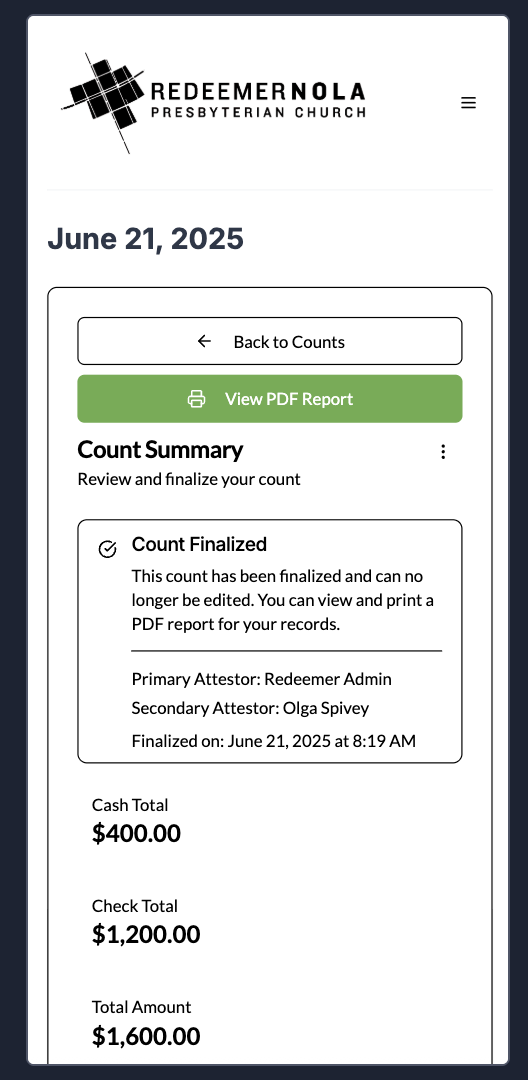 REDEEMERNOLA
PRESBYTERIAN CHURCH
June 21, 2025
Back to Counts
View PDF Report
Count Summary
Review and finalize your count
Count Finalized
This count has been finalized and can no
longer be edited. You can view and print a
PDF report for your records.
Primary Attestor: Redeemer Admin
Secondary Attestor: Olga Spivey
Finalized on: June 21, 2025 at 8:19 AM
Cash Total
$400.00
Check Total
$1,200.00
Total Amount
$1,600.00